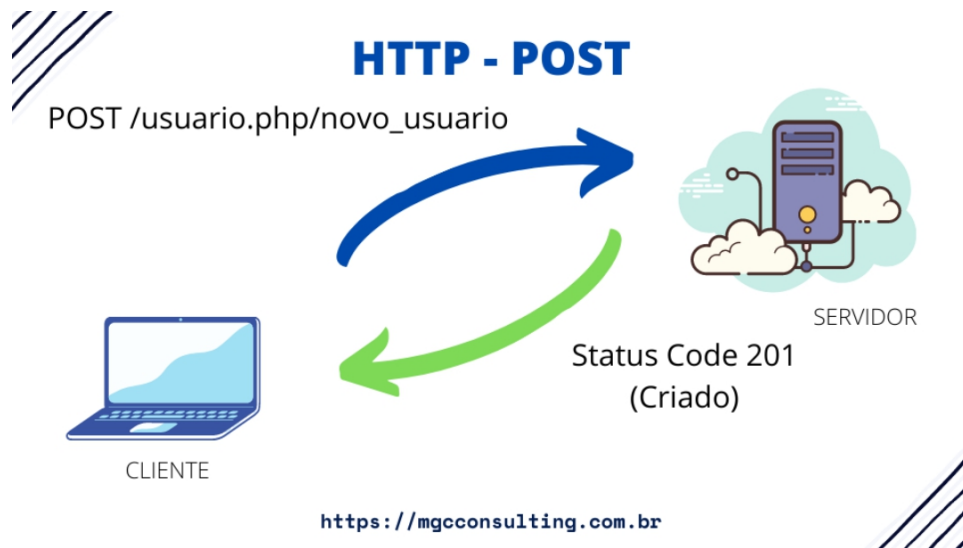 HTTP - POST
POST /usuario.php/novo_usuario
SERVIDOR
Status Code 201
(Criado)
CLIENTE
https://mgcconsulting.com.br